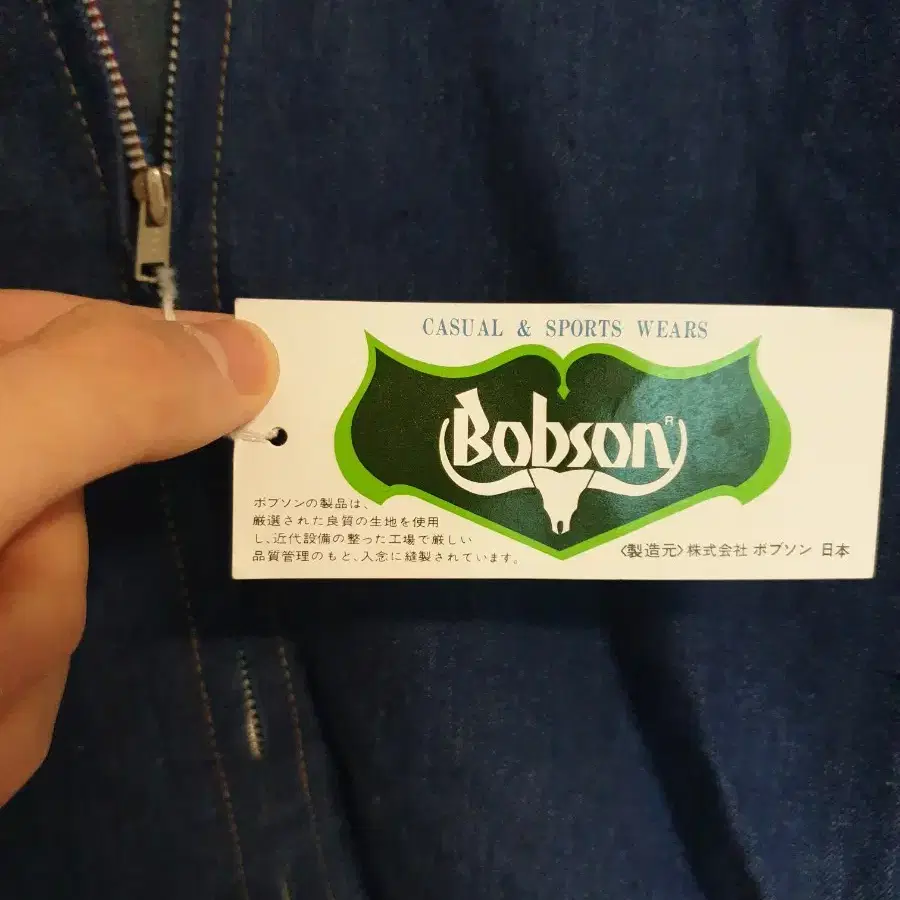 CASUAL & SPORTS WEARS
Bobson®
ボブソンの製品は、
厳選された良質の生地を使用
し、近代設備の整った工場で厳しい
品質管理のもと、入念に縫製されています。
〈製造元〉株式会社 ボブソン 日本